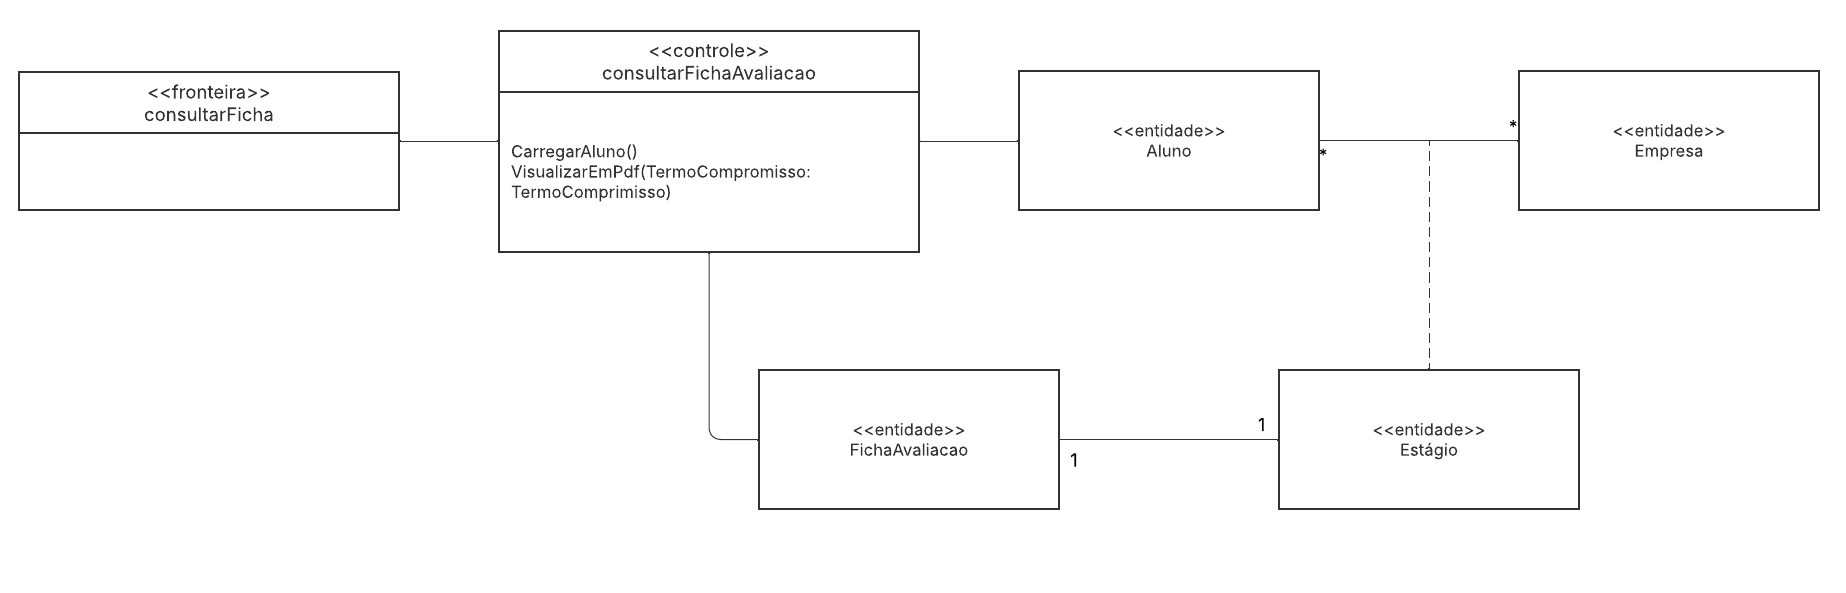 <<fronteira>>
consultarFicha
<<controle>>
consultarFichaAvaliacao
CarregarAluno()
VisualizarEmPdf(TermoCompromisso:
TermoComprimisso)
<<entidade>>
Aluno
*
*
<<entidade>>
Empresa
<<entidade>>
FichaAvaliacao
1
1
<<entidade>>
Estágio